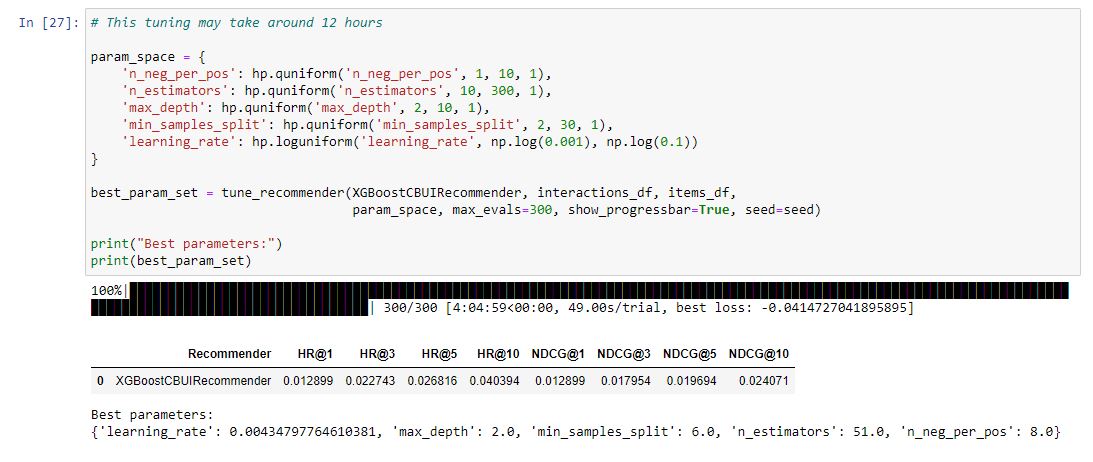 In [27]: # This tuning may take around 12 hours
param_space = {
    'n_neg_per_pos': hp.quniform('n_neg_per_pos', 1, 10, 1),
    'n_estimators': hp.quniform('n_estimators', 10, 300, 1),
    'max_depth': hp.quniform('max_depth', 2, 10, 1),
    'min_samples_split': hp.quniform('min_samples_split', 2, 30, 1),
    'learning_rate': hp.loguniform('learning_rate', np.log(0.001), np.log(0.1))
}
best_param_set = tune_recommender(XGBoostCBUIRecommender, interactions_df, items_df,
                                  param_space, max_evals=300, show_progressbar=True, seed=seed)
print("Best parameters:")
print(best_param_set)
100%|
| 300/300 [4:04:59<00:00, 49.00s/trial, best loss: -0.0414727041895895]
Recommender HR@1 HR@3 HR@5 HR@10 NDCG@1 NDCG@3 NDCG@5 NDCG@10
0 XGBoostCBUIRecommender 0.012899 0.022743 0.026816 0.040394 0.012899 0.017954 0.019694 0.024071
Best parameters:
{'learning_rate': 0.00434797764610381, 'max_depth': 2.0, 'min_samples_split': 6.0, 'n_estimators': 51.0, 'n_neg_per_pos': 8.0}